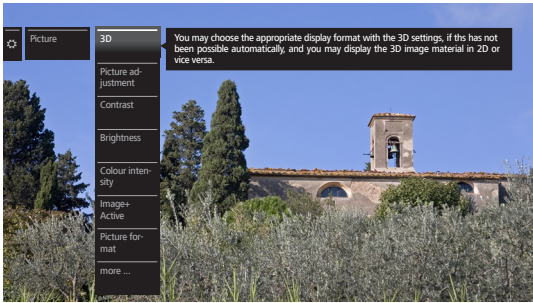 Picture
3D
You may choose the appropriate display format with the 3D settings, if ths has not
been possible automatically, and you may display the 3D image material in 2D or
vice versa.
Picture ad-
justment
Contrast
Brightness
Colour inten-
sity
Image+
Active
Picture for-
mat
more ...